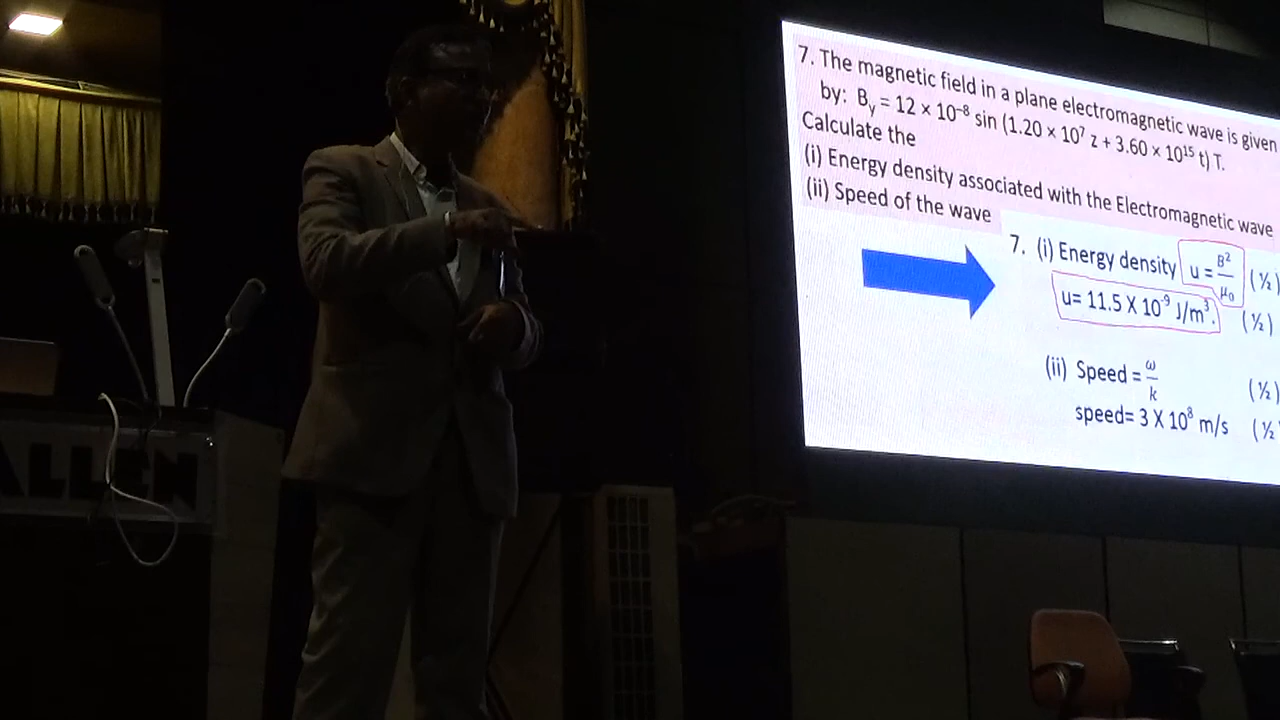 7. The magnetic field in a plane electromagnetic wave is given
by: By = 12 × 10⁻⁸ sin (1.20 × 10⁷ z + 3.60 × 10¹⁵ t) T.
Calculate the
(i) Energy density associated with the Electromagnetic wave
(ii) Speed of the wave
7. (i) Energy density u = B²/μ₀ (½)
u= 11.5 X 10⁻⁹ J/m³. (½)
(ii) Speed = ω/k (½)
speed= 3 X 10⁸ m/s (½
ALLEN